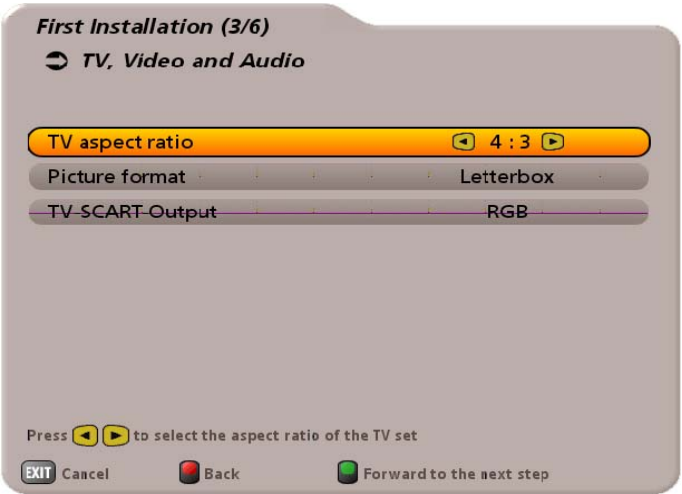 First Installation (3/6)
TV, Video and Audio
TV aspect ratio 4 : 3
Picture format Letterbox
TV SCART Output RGB
Press to select the aspect ratio of the TV set
EXIT Cancel Back Forward to the next step